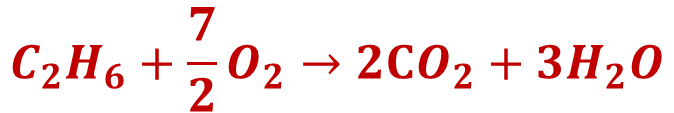 C₂H₆ + 7/2 O₂ → 2CO₂ + 3H₂O